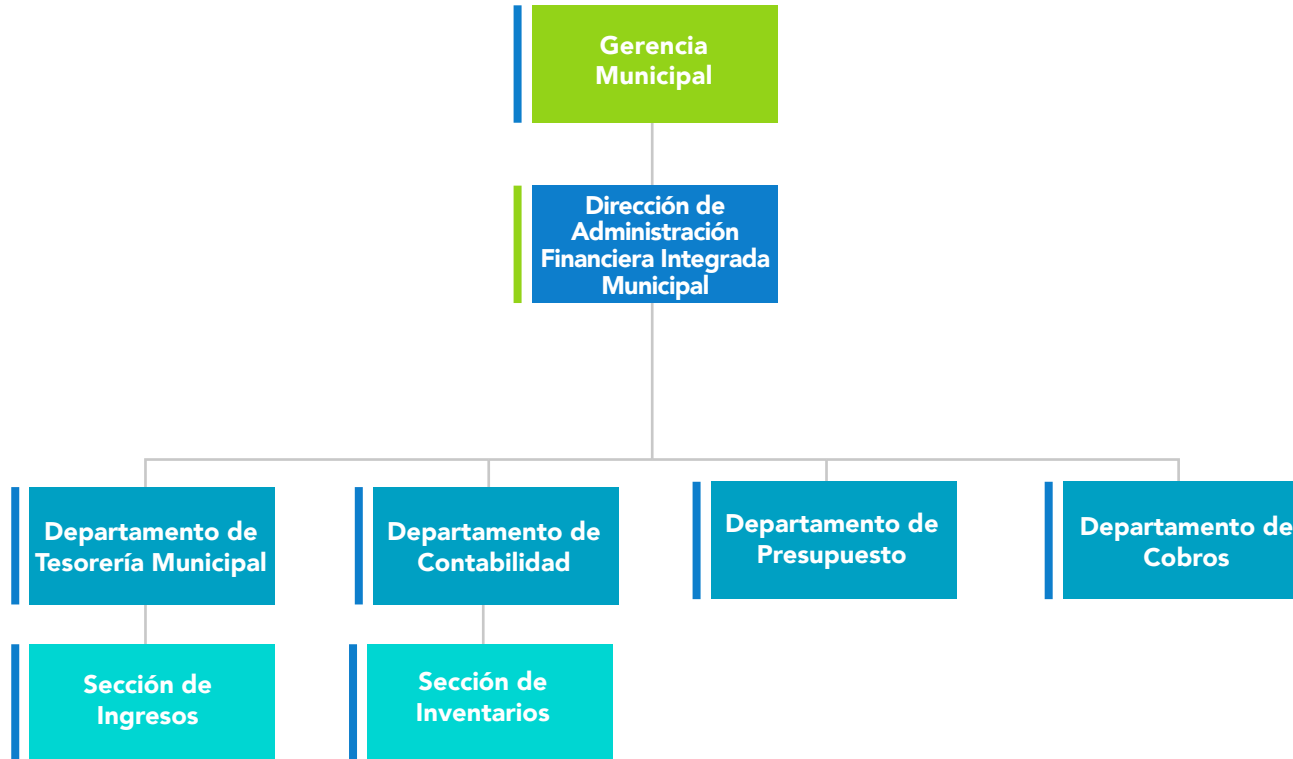 Gerencia
Municipal
Dirección de
Administración
Financiera Integrada
Municipal
Departamento de
Tesorería Municipal
Departamento de
Contabilidad
Departamento de
Presupuesto
Departamento de
Cobros
Sección de
Ingresos
Sección de
Inventarios